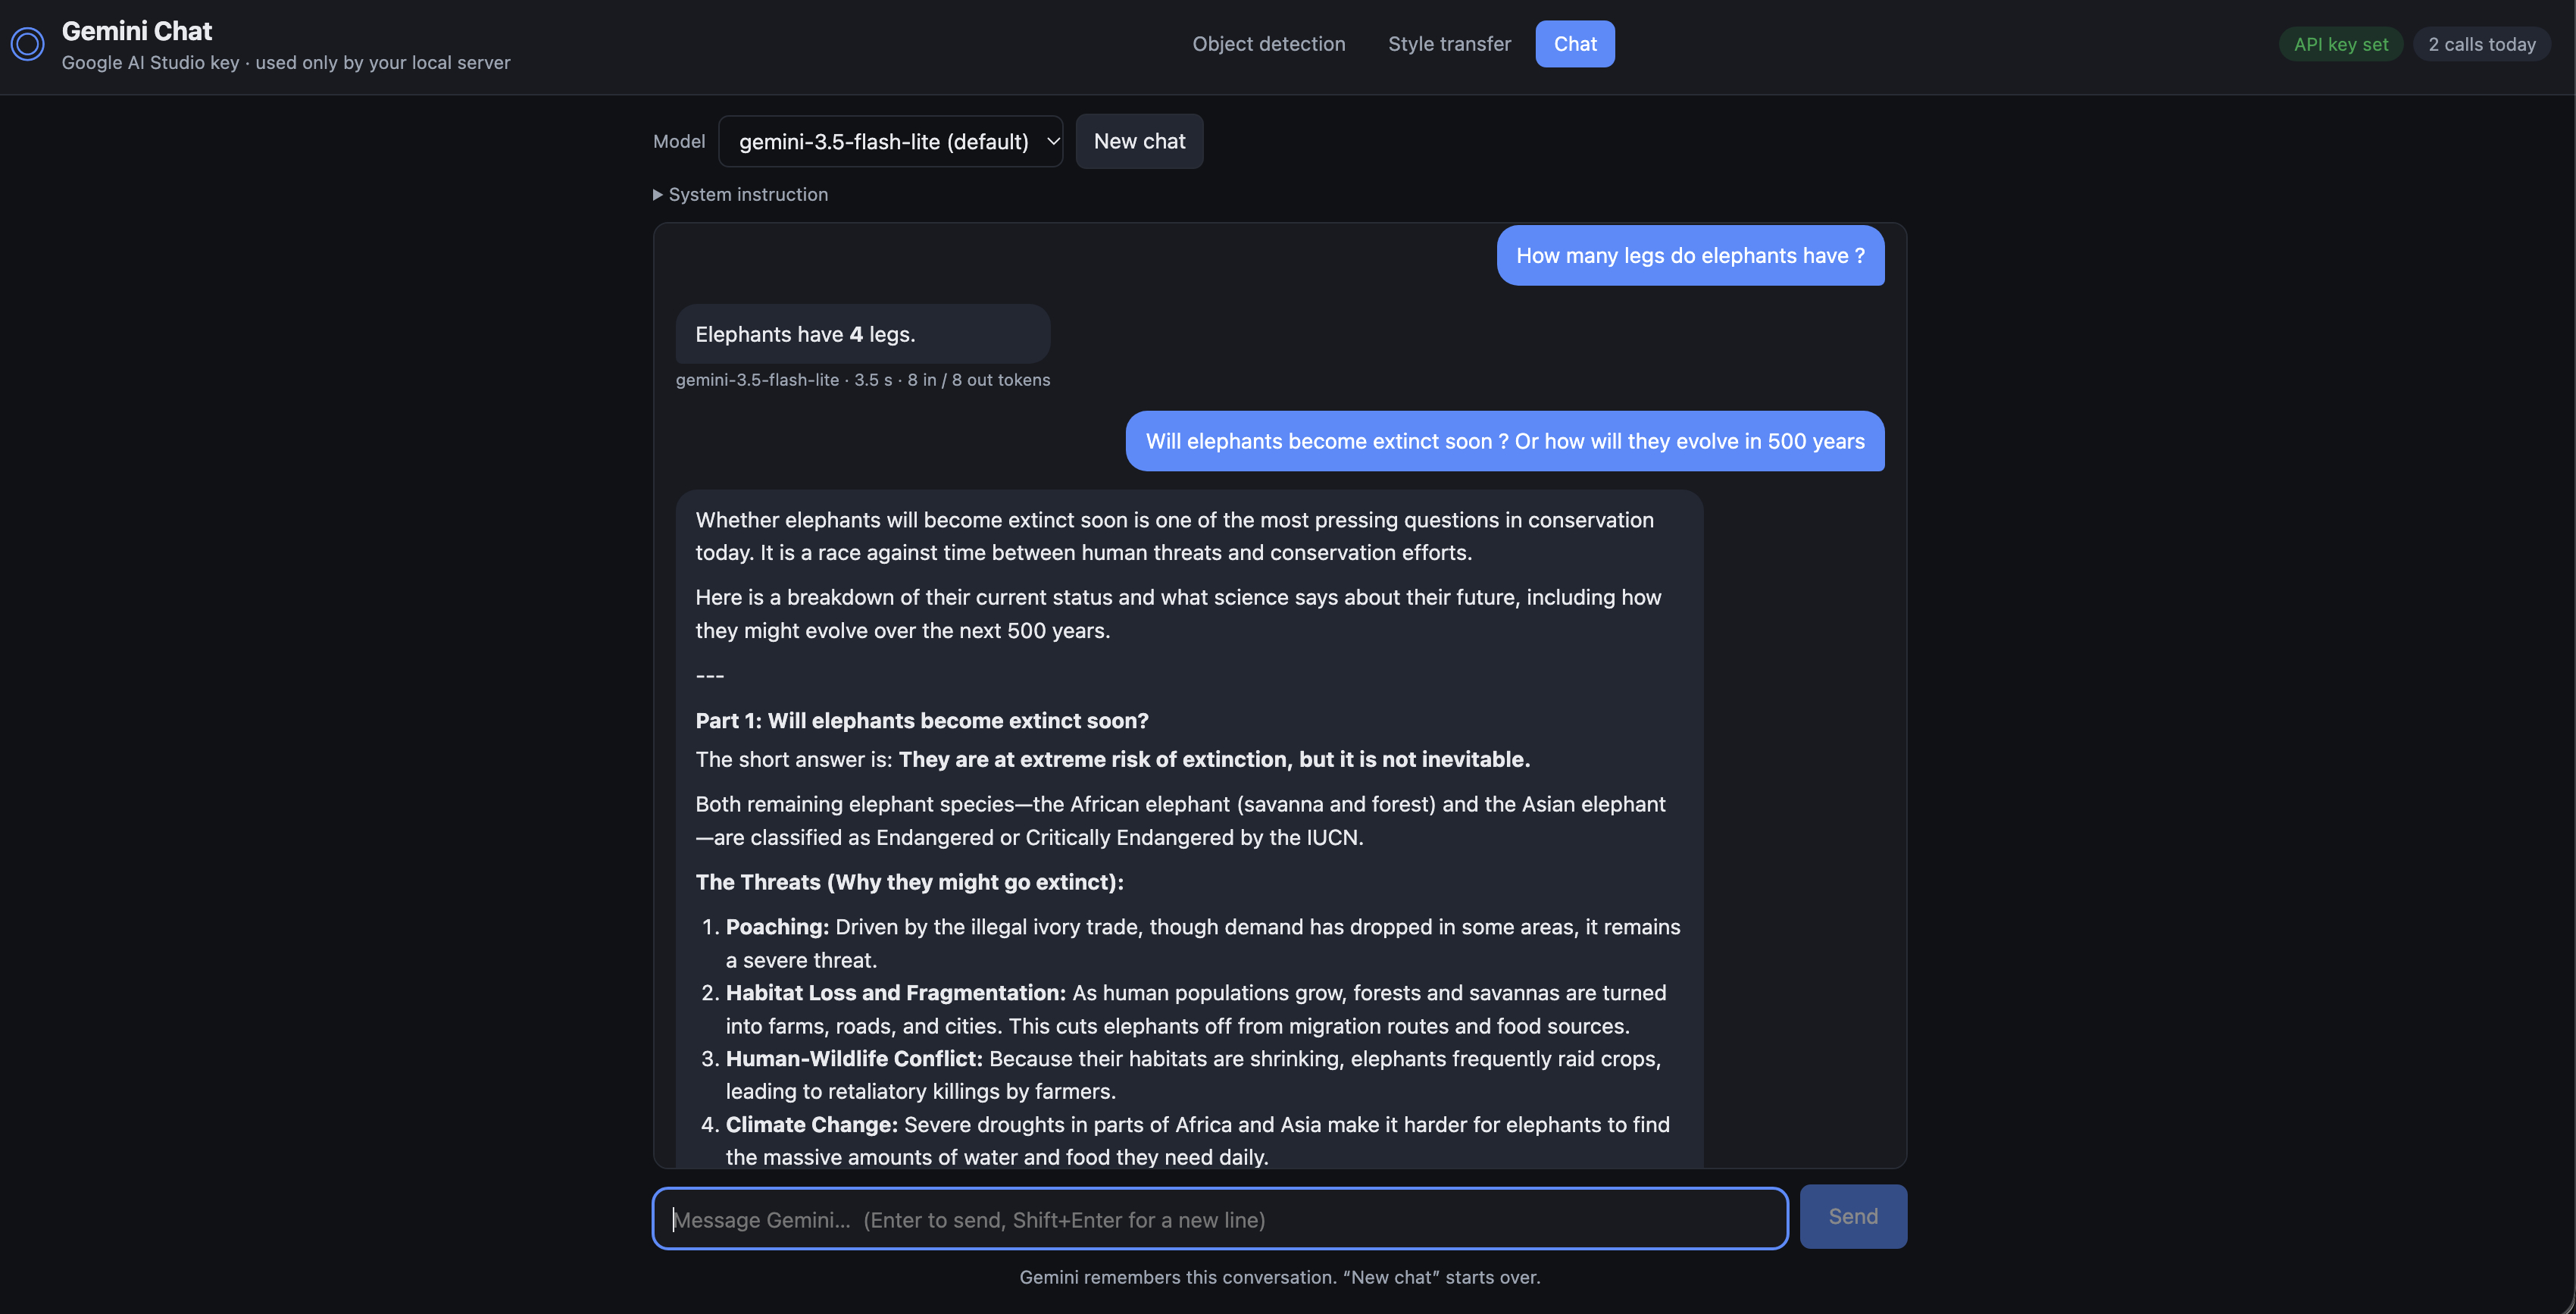 Gemini Chat
Google AI Studio key · used only by your local server
Object detection
Style transfer
Chat
API key set
2 calls today
Model
gemini-3.5-flash-lite (default)
New chat
▶ System instruction
How many legs do elephants have ?
Elephants have 4 legs.
gemini-3.5-flash-lite · 3.5 s · 8 in / 8 out tokens
Will elephants become extinct soon ? Or how will they evolve in 500 years
Whether elephants will become extinct soon is one of the most pressing questions in conservation
today. It is a race against time between human threats and conservation efforts.
Here is a breakdown of their current status and what science says about their future, including how
they might evolve over the next 500 years.
---
Part 1: Will elephants become extinct soon?
The short answer is: They are at extreme risk of extinction, but it is not inevitable.
Both remaining elephant species—the African elephant (savanna and forest) and the Asian elephant
—are classified as Endangered or Critically Endangered by the IUCN.
The Threats (Why they might go extinct):
1. Poaching: Driven by the illegal ivory trade, though demand has dropped in some areas, it remains
a severe threat.
2. Habitat Loss and Fragmentation: As human populations grow, forests and savannas are turned
into farms, roads, and cities. This cuts elephants off from migration routes and food sources.
3. Human-Wildlife Conflict: Because their habitats are shrinking, elephants frequently raid crops,
leading to retaliatory killings by farmers.
4. Climate Change: Severe droughts in parts of Africa and Asia make it harder for elephants to find
the massive amounts of water and food they need daily.
Message Gemini... (Enter to send, Shift+Enter for a new line)
Send
Gemini remembers this conversation. “New chat” starts over.